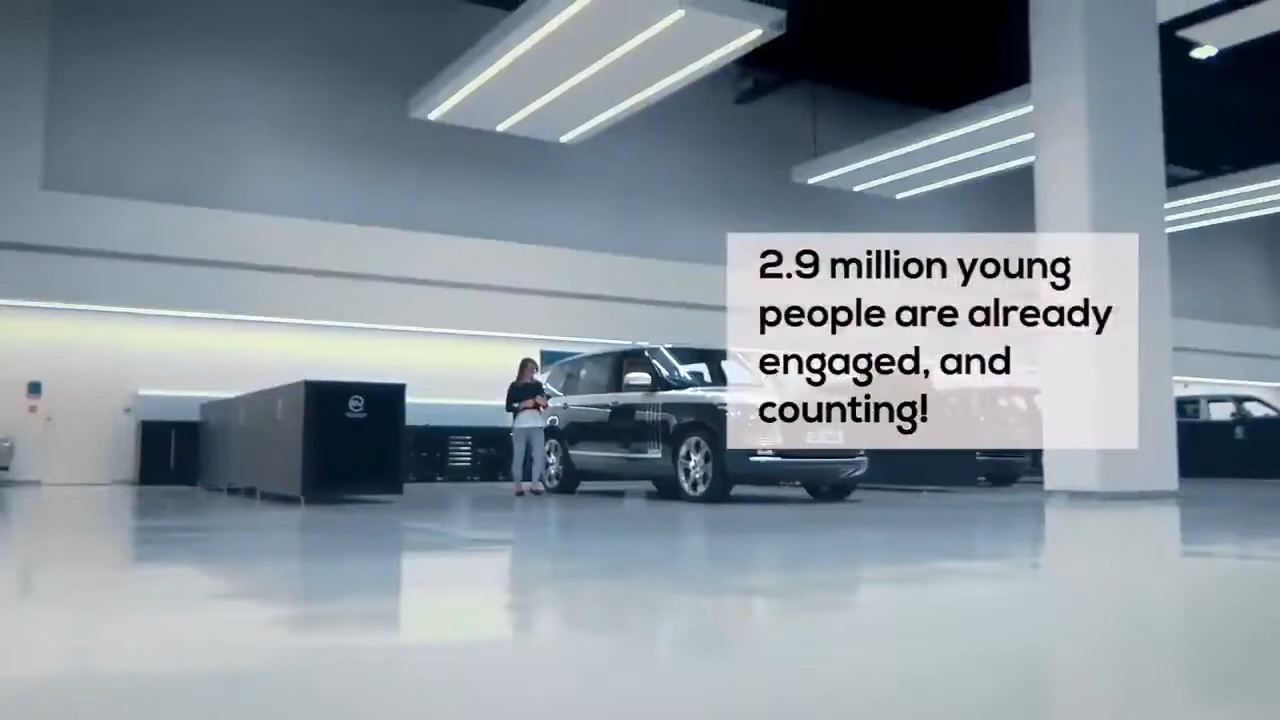 2.9 million young
people are already
engaged, and
counting!